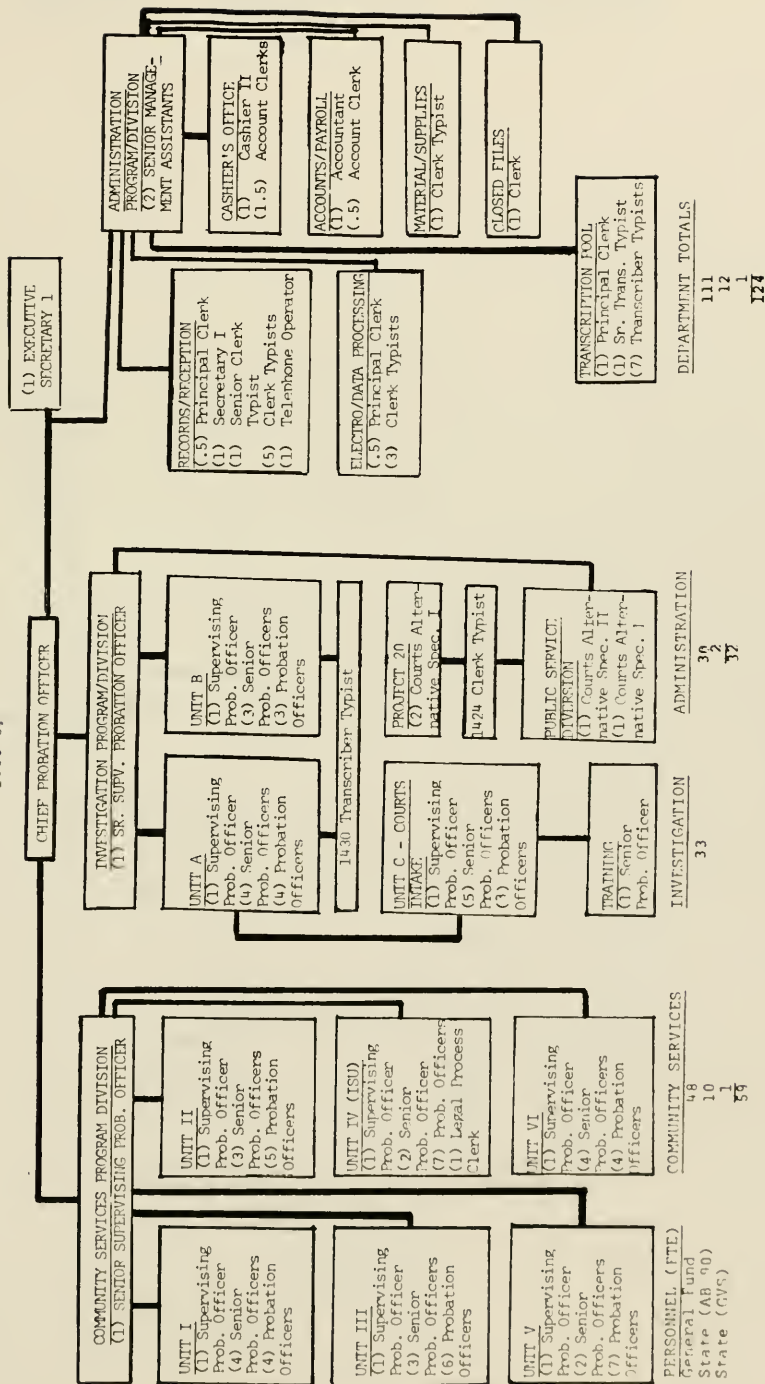 (1) EXECUTIVE
SECRETARY 1
CHIEF PROBATION OFFICER
COMMUNITY SERVICES PROGRAM DIVISION
(1) SENIOR SUPERVISING PROB. OFFICER
UNIT I
(1) Supervising
Prob. Officer
(4) Senior
Prob. Officers
(4) Probation
Officers
UNIT II
(1) Supervising
Prob. Officer
(3) Senior
Prob. Officers
(5) Probation
Officers
UNIT III
(1) Supervising
Prob. Officer
(3) Senior
Prob. Officers
(6) Probation
Officers
UNIT IV (ISU)
(1) Supervising
Prob. Officer
(2) Senior
Prob. Officer
(7) Prob. Officers
(1) Legal Process
Clerk
UNIT V
(1) Supervising
Prob. Officer
(2) Senior
Prob. Officers
(7) Probation
Officers
UNIT VI
(1) Supervising
Prob. Officer
(4) Senior
Prob. Officers
(4) Probation
Officers
INVESTIGATION PROGRAM/DIVISION
(1) SR. SUPV. PROBATION OFFICER
UNIT A
(1) Supervising
Prob. Officer
(4) Senior
Prob. Officers
(4) Probation
Officers
UNIT B
(1) Supervising
Prob. Officer
(3) Senior
Prob. Officers
(3) Probation
Officers
1430 Transcriber Typist
UNIT C - COURTS
INTAKE
(1) Supervising
Prob. Officer
(5) Senior
Prob. Officers
(3) Probation
Officers
PROJECT 20
(2) Courts Alter-
native Spec. I
1424 Clerk Typist
TRAINING
(1) Senior
Prob. Officer
PUBLIC SERVICE
DIVERSION
(1) Courts Alter-
native Spec. II
(1) Courts Alter-
native Spec. I
ADMINISTRATION
PROGRAM/DIVISION
(2) SENIOR MANAGE-
MENT ASSISTANTS
RECORDS/RECEPTION
(.5) Principal Clerk
(1) Secretary I
(1) Senior Clerk
Typist
(5) Clerk Typists
(1) Telephone Operator
CASHIER'S OFFICE
(1) Cashier II
(1.5) Account Clerks
ACCOUNTS/PAYROLL
(1) Accountant
(.5) Account Clerk
ELECTRO/DATA PROCESSING
(.5) Principal Clerk
(3) Clerk Typists
MATERIAL/SUPPLIES
(1) Clerk Typist
CLOSED FILES
(1) Clerk
TRANSCRIPTION POOL
(1) Principal Clerk
(1) Sr. Trans. Typist
(7) Transcriber Typists
PERSONNEL (FTE) COMMUNITY SERVICES INVESTIGATION ADMINISTRATION DEPARTMENT TOTALS
General Fund 48 33 30 111
State (AB 90) 10 2 12
State (GVS) 1 1
59 32 124